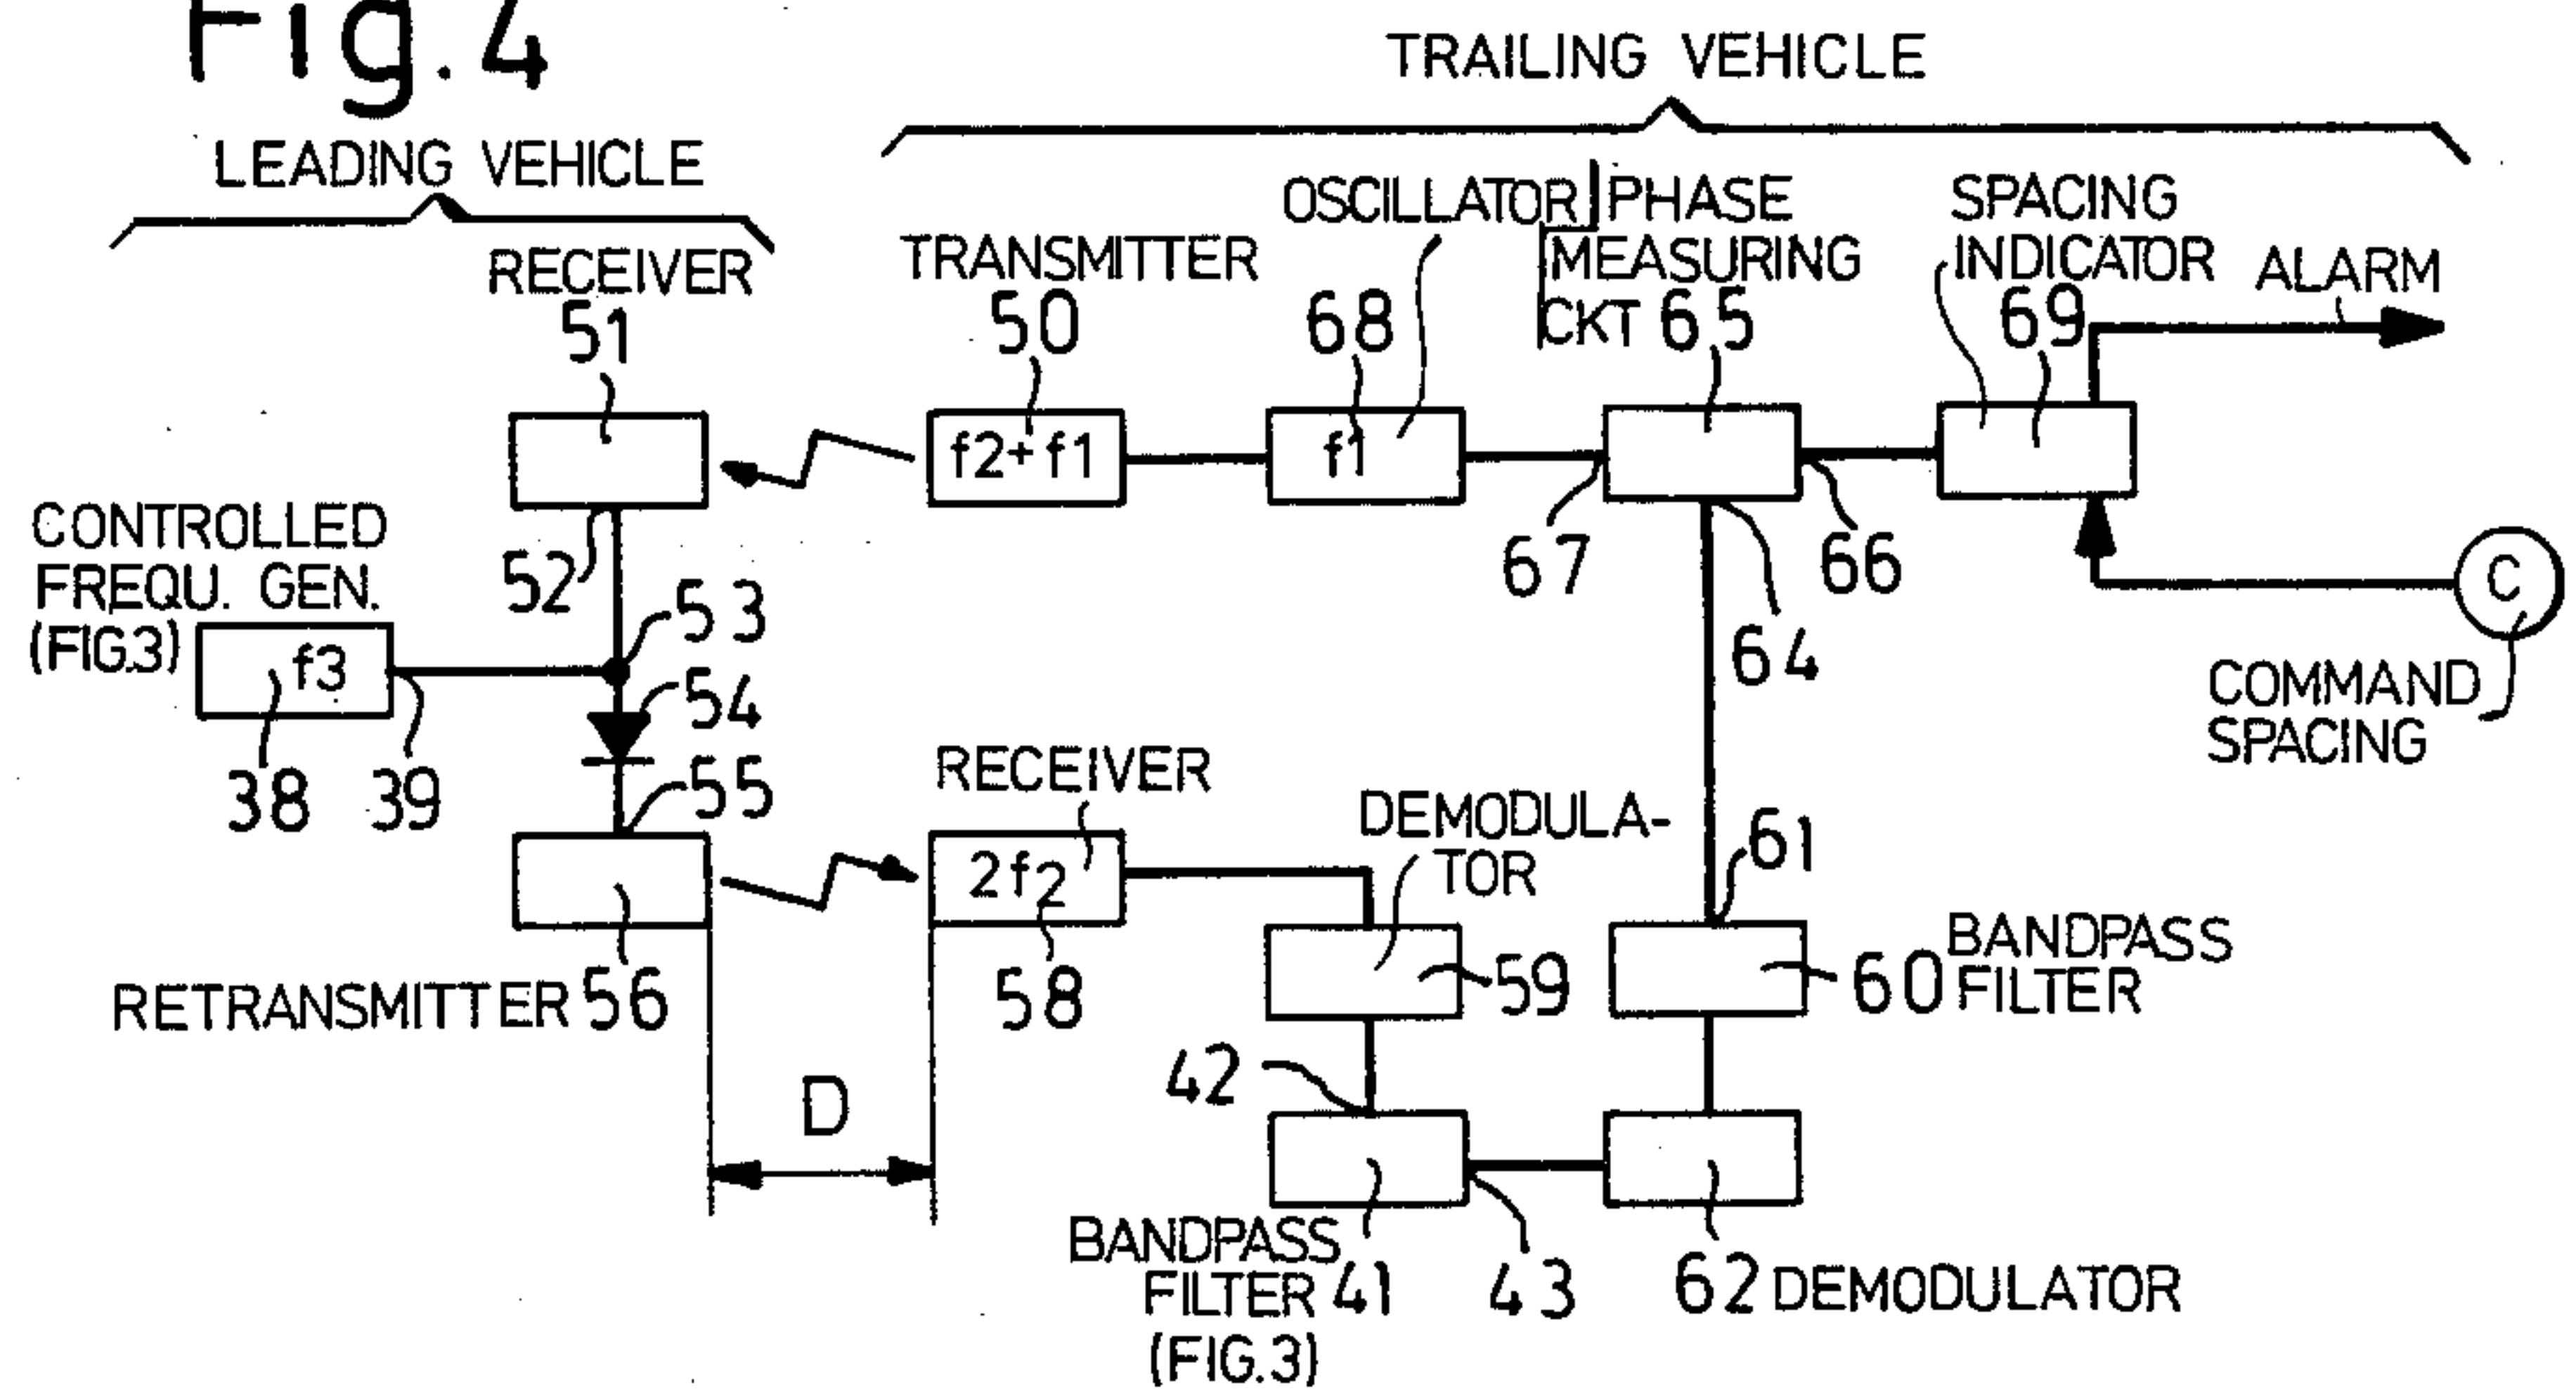 Fig. 4
TRAILING VEHICLE
LEADING VEHICLE
RECEIVER
51
TRANSMITTER
50
OSCILLATOR
68
PHASE
MEASURING
CKT 65
SPACING
INDICATOR
69
ALARM
f2+f1
f1
52
67
66
64
C
COMMAND
SPACING
CONTROLLED
FREQU. GEN.
(FIG.3)
f3
38
39
53
54
55
RETRANSMITTER 56
D
RECEIVER
2f2
58
DEMODULA-
TOR
59
61
60 BANDPASS
FILTER
42
BANDPASS
FILTER 41
(FIG.3)
43
62 DEMODULATOR